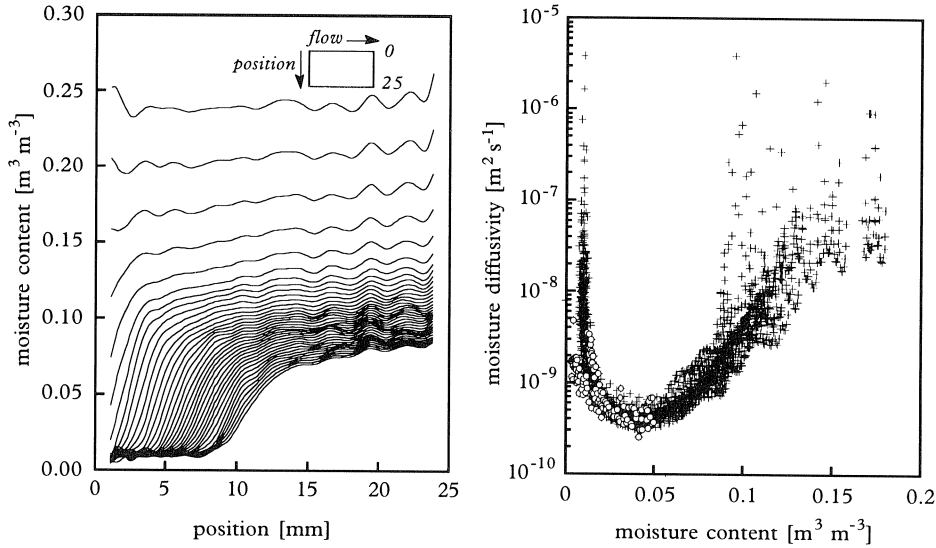 0.30
0.25
0.20
0.15
0.10
0.05
0.00
moisture content [m³ m⁻³]
flow
0
position
25
0 5 10 15 20 25
position [mm]
10⁻⁵
10⁻⁶
10⁻⁷
10⁻⁸
10⁻⁹
10⁻¹⁰
moisture diffusivity [m² s⁻¹]
0 0.05 0.1 0.15 0.2
moisture content [m³ m⁻³]